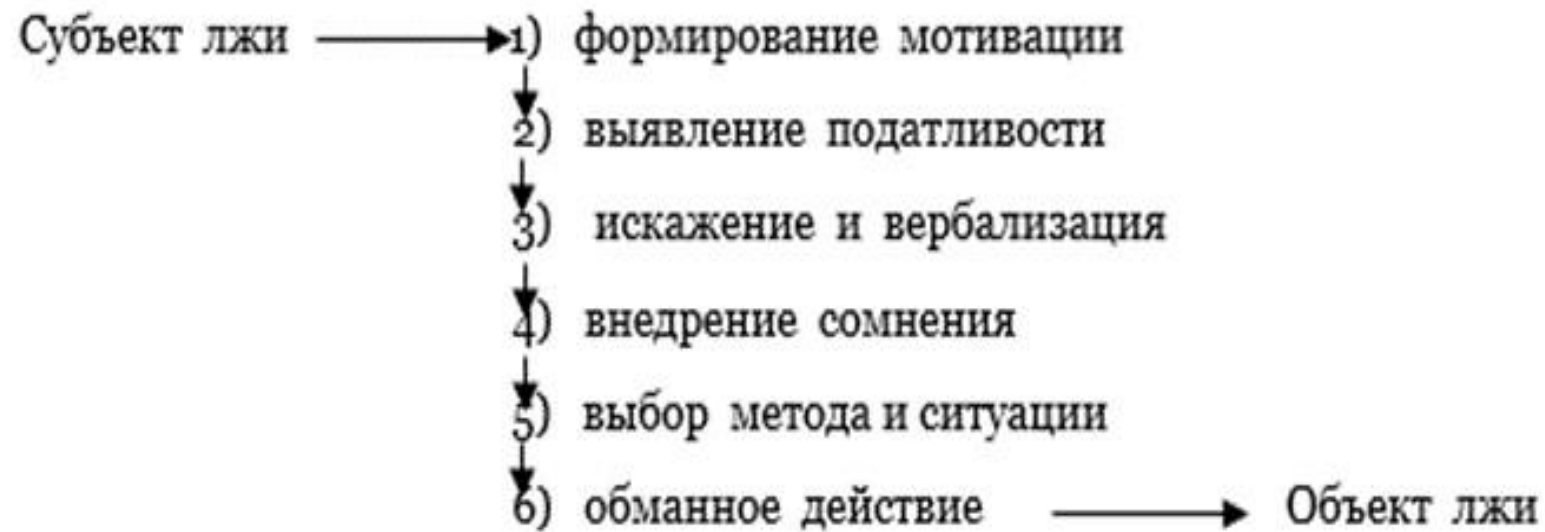 Субъект лжи 1) формирование мотивации
2) выявление податливости
3) искажение и вербализация
4) внедрение сомнения
5) выбор метода и ситуации
6) обманное действие Объект лжи